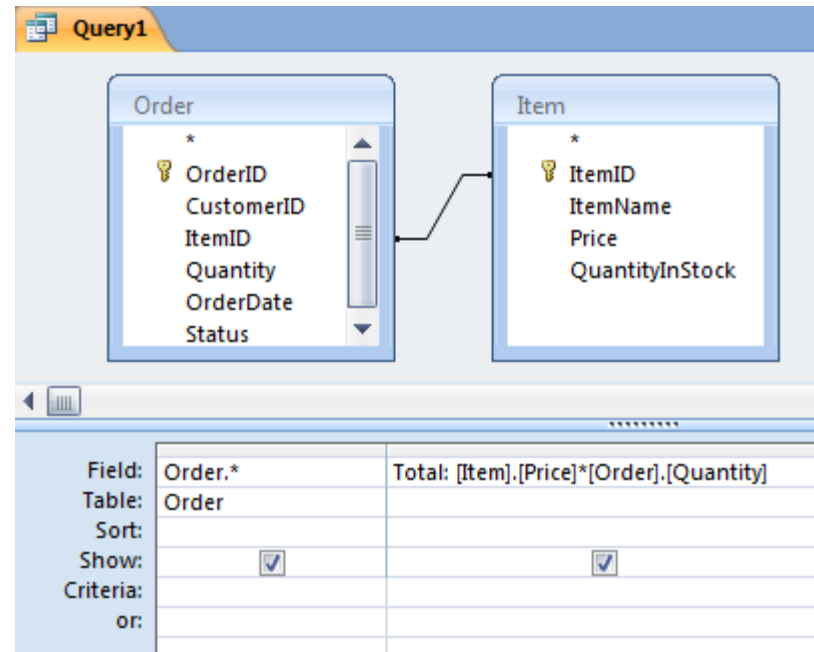 Query1
Order
*
OrderID
CustomerID
ItemID
Quantity
OrderDate
Status
Item
*
ItemID
ItemName
Price
QuantityInStock
Field: Order.* Total: [Item].[Price]*[Order].[Quantity]
Table: Order
Sort:
Show:
Criteria:
or: